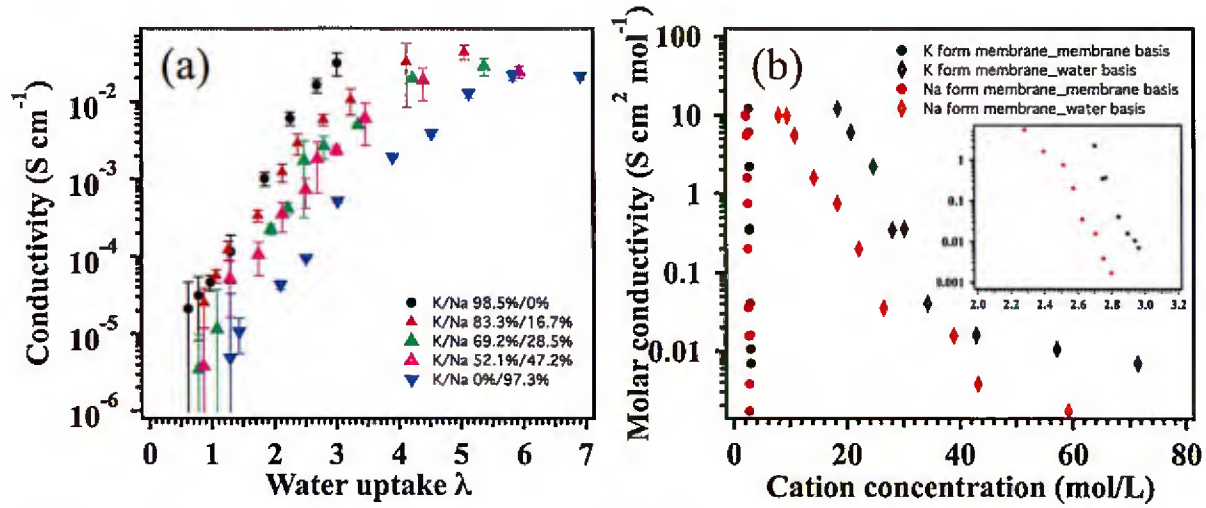 (a)
Conductivity (S cm⁻¹)
10⁻²
10⁻³
10⁻⁴
10⁻⁵
10⁻⁶
K/Na 98.5%/0%
K/Na 83.3%/16.7%
K/Na 69.2%/28.5%
K/Na 52.1%/47.2%
K/Na 0%/97.3%
0 1 2 3 4 5 6 7
Water uptake λ
(b)
Molar conductivity (S cm² mol⁻¹)
100
10
1
0.1
0.01
K form membrane_membrane basis
K form membrane_water basis
Na form membrane_membrane basis
Na form membrane_water basis
1
0.1
0.01
0.001
2.0 2.2 2.4 2.6 2.8 3.0 3.2
0 20 40 60 80
Cation concentration (mol/L)